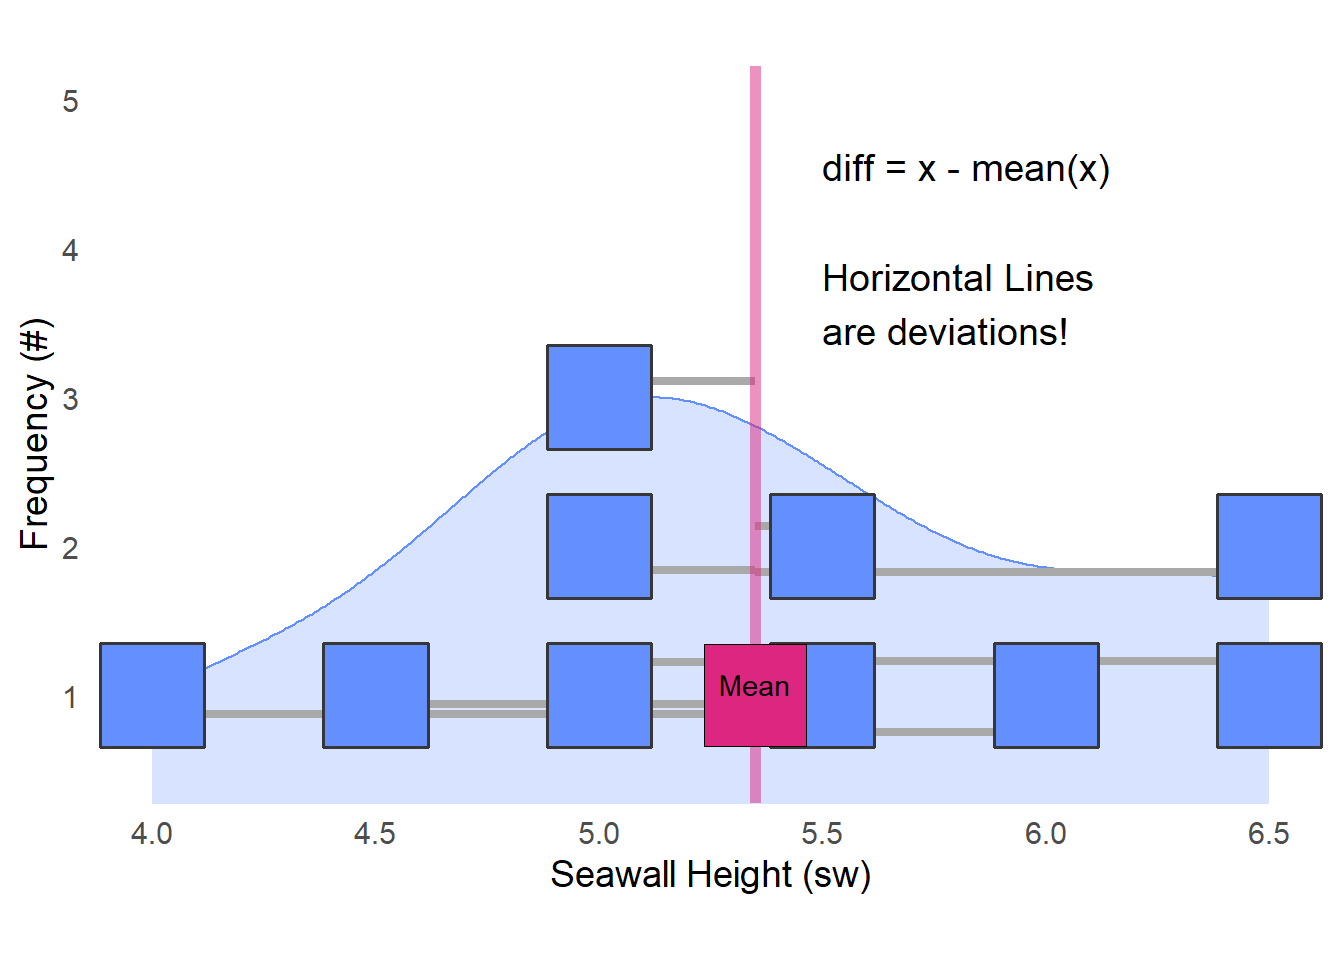 5
diff = x - mean(x)
4
Horizontal Lines
are deviations!
3
Frequency (#)
2
1
Mean
4.0 4.5 5.0 5.5 6.0 6.5
Seawall Height (sw)